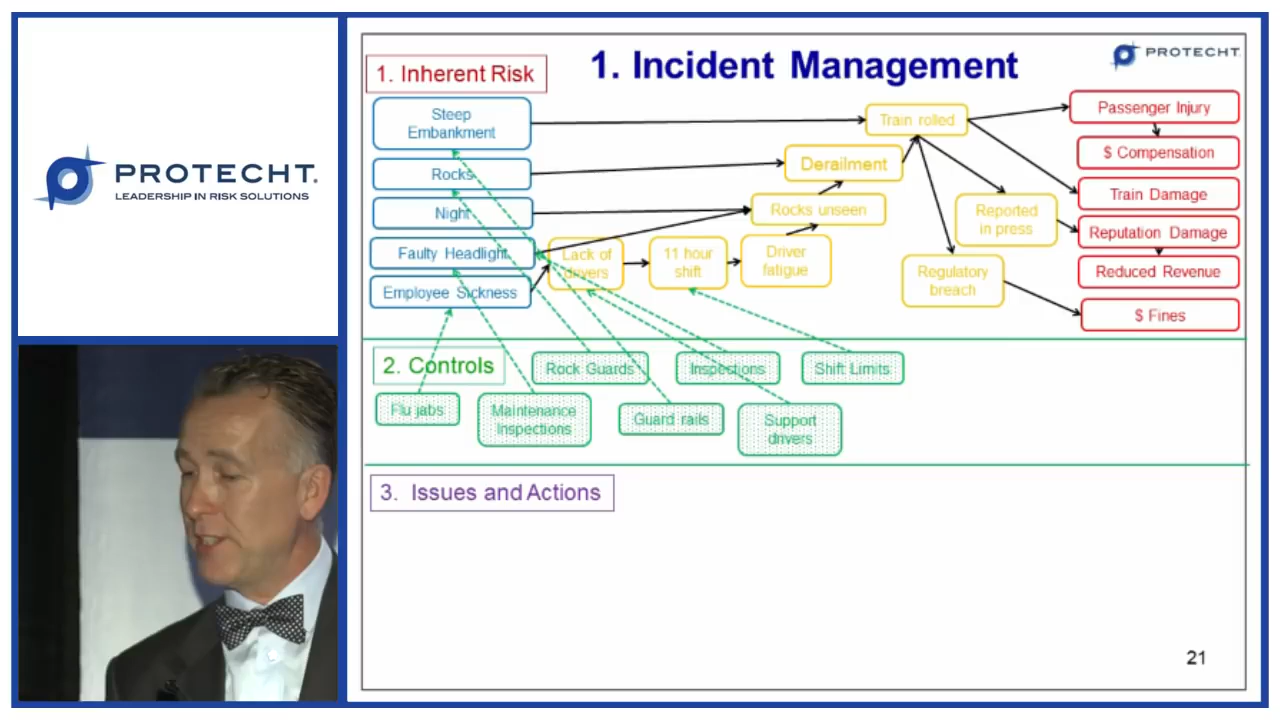 PROTECHT.
LEADERSHIP IN RISK SOLUTIONS
1. Inherent Risk
1. Incident Management
PROTECHT.
Steep
Embankment
Rocks
Night
Faulty Headlight
Employee Sickness
Lack of
drivers
11 hour
shift
Driver
fatigue
Rocks unseen
Derailment
Train rolled
Reported
in press
Regulatory
breach
Passenger Injury
$ Compensation
Train Damage
Reputation Damage
Reduced Revenue
$ Fines
2. Controls
Rock Guards
Inspections
Shift Limits
Flu jabs
Maintenance
Inspections
Guard rails
Support
drivers
3. Issues and Actions
21